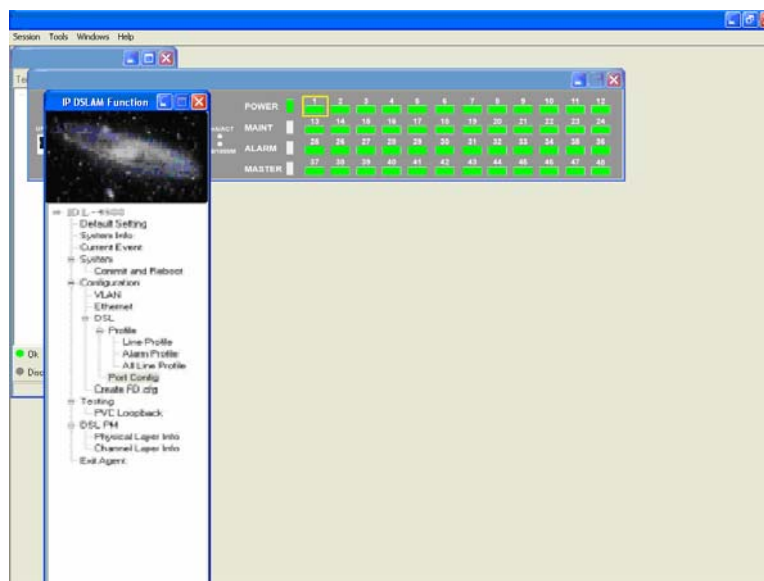 Session Tools Windows Help
IP DSLAM Function
POWER 1 2 3 4 5 6 7 8 9 10 11 12
MAINT 13 14 15 16 17 18 19 20 21 22 23 24
ALARM 25 26 27 28 29 30 31 32 33 34 35 36
MASTER 37 38 39 40 41 42 43 44 45 46 47 48
Default Setting
System Info
Current Event
System
Commit and Reboot
Configuration
VLAN
Ethernet
DSL
Profile
Line Profile
Alarm Profile
All Line Profile
Port Config
Create FD.cfg
Testing
PVC Loopback
DSL PM
Physical Layer Info
Channel Layer Info
Exit Agent
Ok